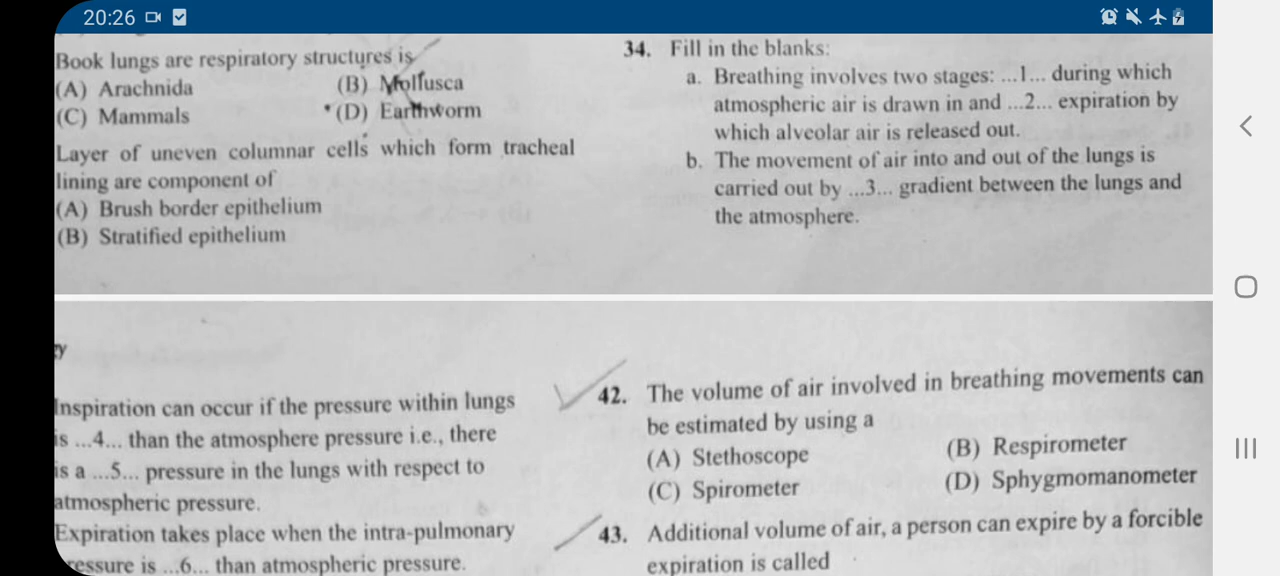 20:26
Book lungs are respiratory structures is
(A) Arachnida (B) Mollusca
(C) Mammals (D) Earthworm
Layer of uneven columnar cells which form tracheal
lining are component of
(A) Brush border epithelium
(B) Stratified epithelium
34. Fill in the blanks:
a. Breathing involves two stages: ...1... during which
atmospheric air is drawn in and ...2... expiration by
which alveolar air is released out.
b. The movement of air into and out of the lungs is
carried out by ...3... gradient between the lungs and
the atmosphere.
Inspiration can occur if the pressure within lungs
is ...4... than the atmosphere pressure i.e., there
is a ...5... pressure in the lungs with respect to
atmospheric pressure.
Expiration takes place when the intra-pulmonary
ressure is ...6... than atmospheric pressure.
42. The volume of air involved in breathing movements can
be estimated by using a
(A) Stethoscope (B) Respirometer
(C) Spirometer (D) Sphygmomanometer
43. Additional volume of air, a person can expire by a forcible
expiration is called